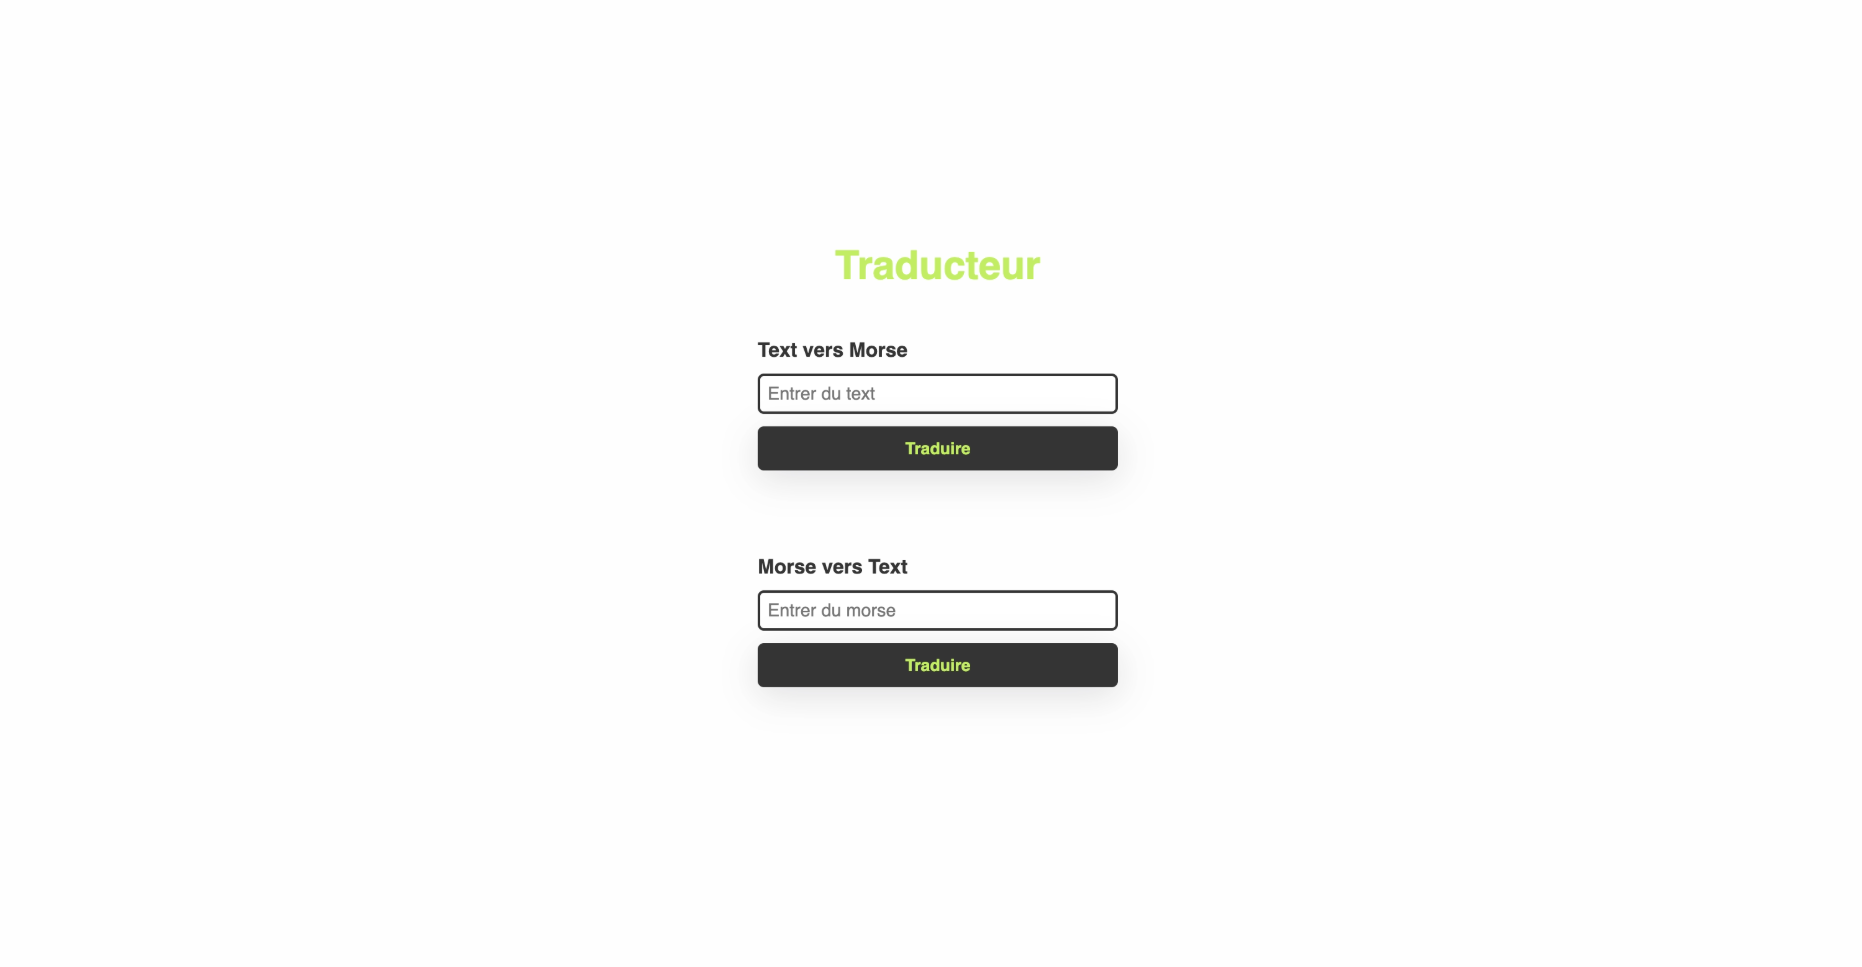 Traducteur
Text vers Morse
Entrer du text
Traduire
Morse vers Text
Entrer du morse
Traduire